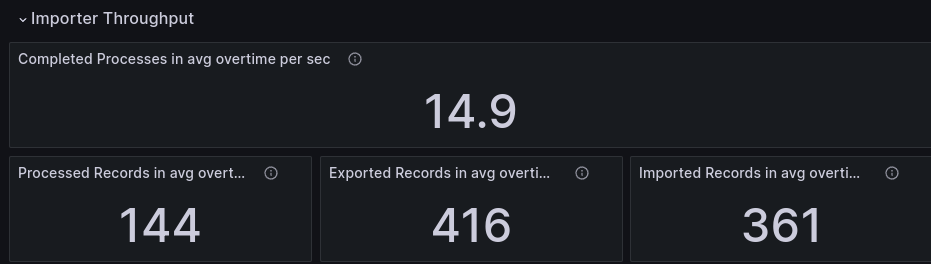 Importer Throughput
Completed Processes in avg overtime per sec
14.9
Processed Records in avg overt...
Exported Records in avg overti...
Imported Records in avg overti...
144
416
361